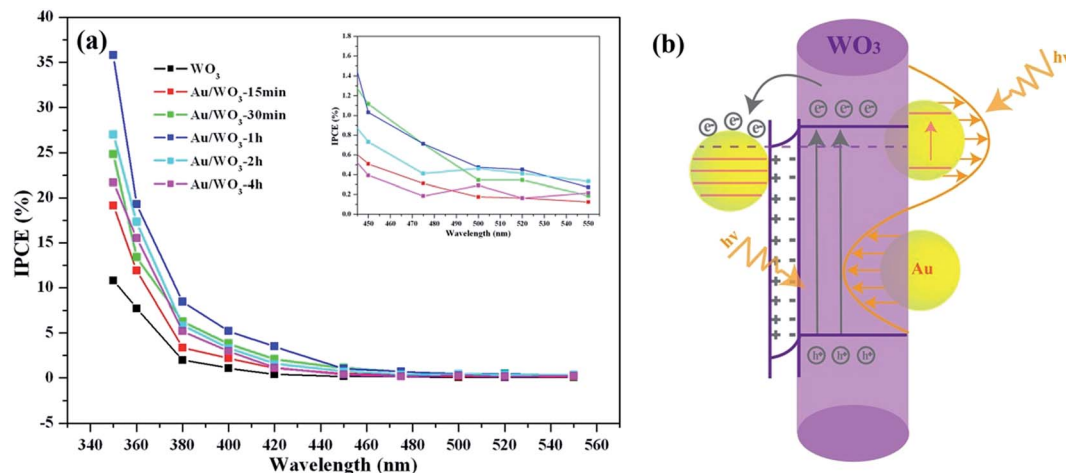 (a)
WO3
Au/WO3-15min
Au/WO3-30min
Au/WO3-1h
Au/WO3-2h
Au/WO3-4h
IPCE (%)
40
35
30
25
20
15
10
5
0
-5
340 360 380 400 420 440 460 480 500 520 540 560
Wavelength (nm)
IPCE (%)
1.8
1.6
1.4
1.2
1.0
0.8
0.6
0.4
0.2
0.0
450 460 470 480 490 500 510 520 530 540 550
Wavelength (nm)
(b)
WO3
hν
e- e- e-
e- e- e-
+ -
+ -
+ -
+ -
+ -
+ -
+ -
+ -
+ -
+ -
hν
Au
h+ h+ h+